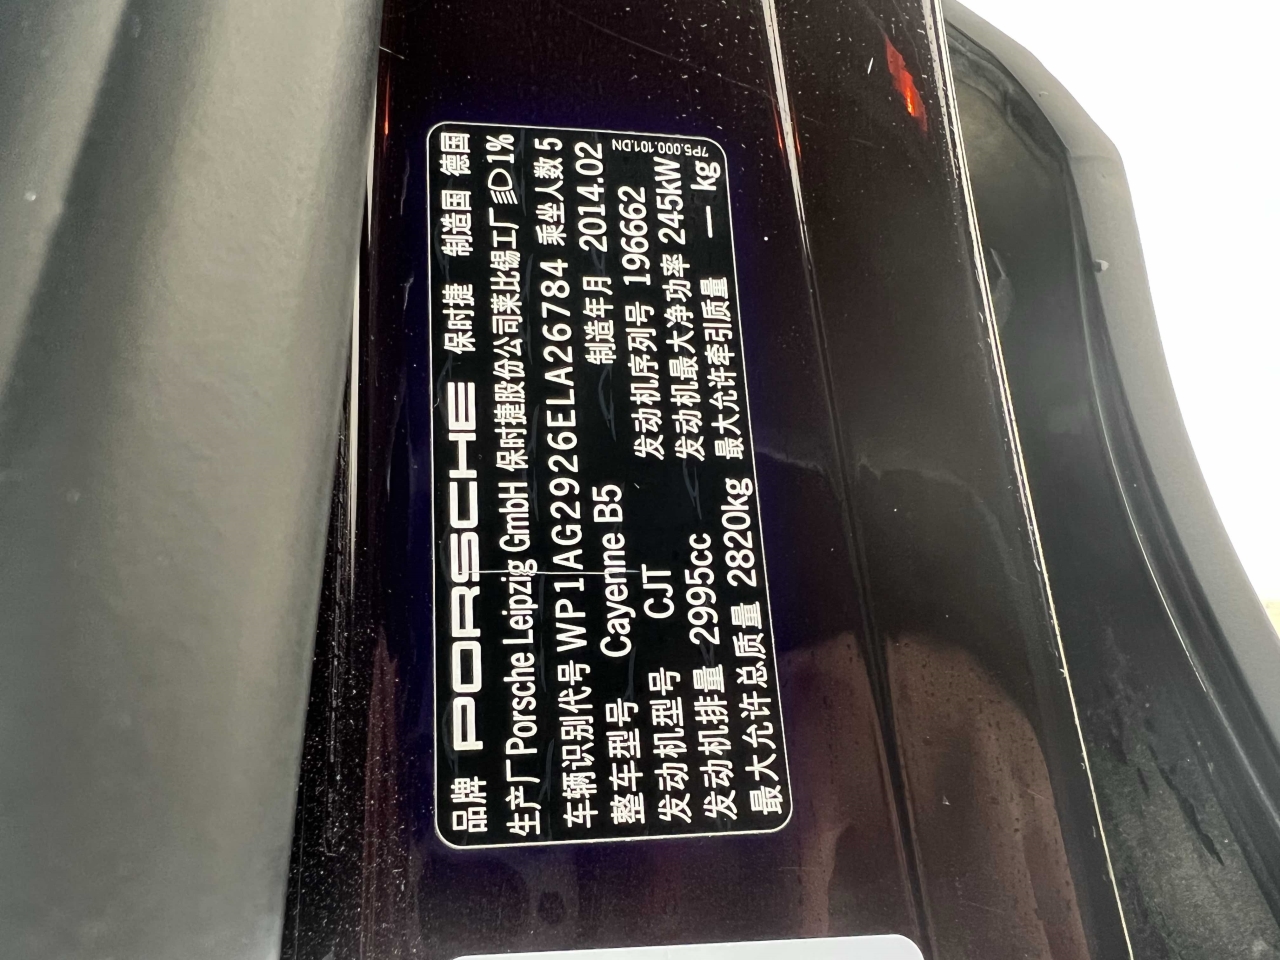 品牌 PORSCHE 保时捷 制造国 德国
生产厂 Porsche Leipzig GmbH 保时捷股份公司莱比锡工厂 1%
车辆识别代号 WP1AG2926ELA26784 乘坐人数 5
整车型号 Cayenne B5 制造年月 2014.02
发动机型号 CJT 发动机序列号 196662
发动机排量 2995cc 发动机最大净功率 245kW
最大允许总质量 2820kg 最大允许牵引质量 — kg
7P5.000.101.DN